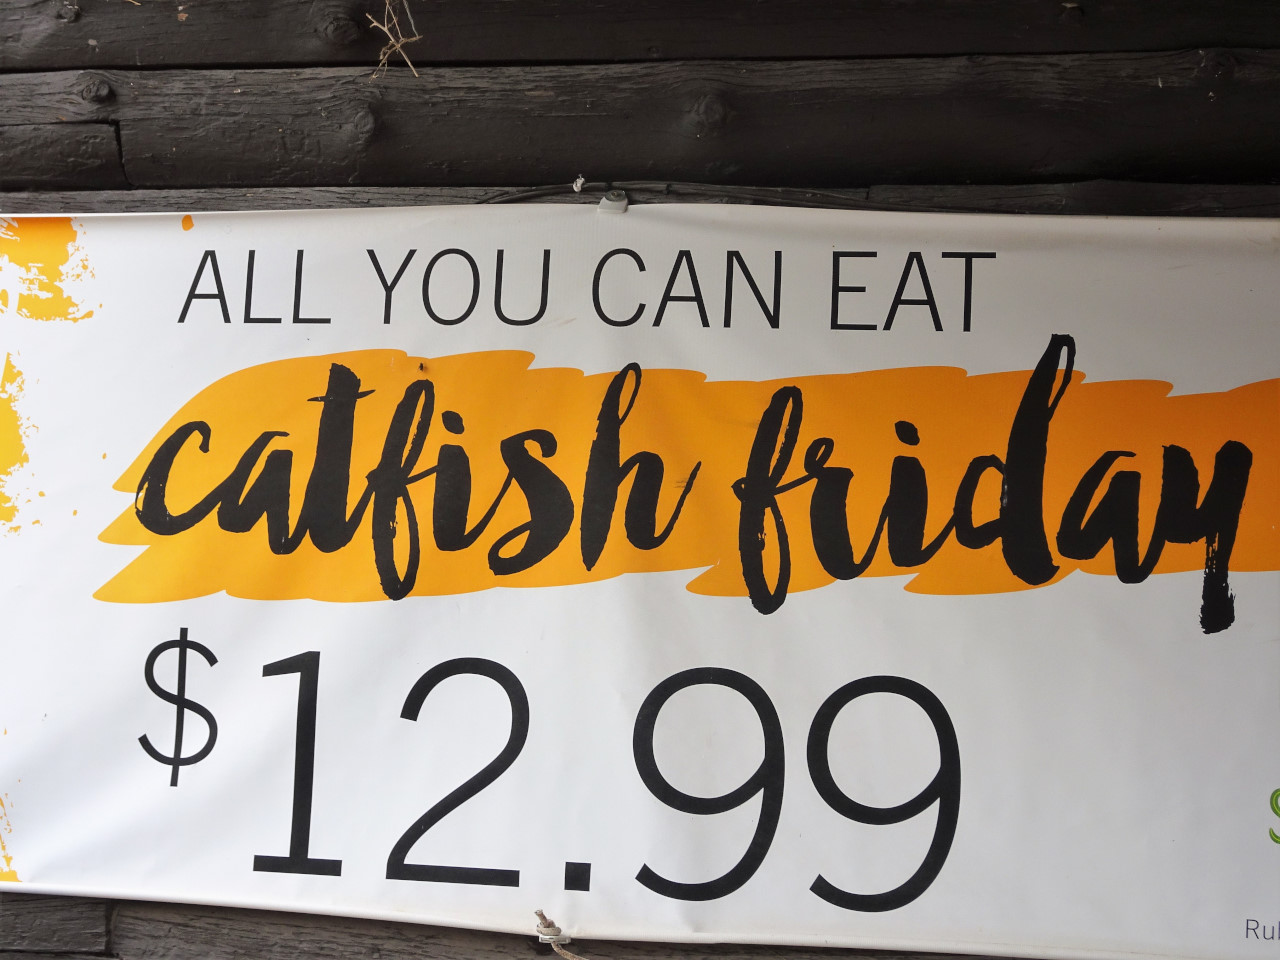 ALL YOU CAN EAT
catfish friday
$12.99